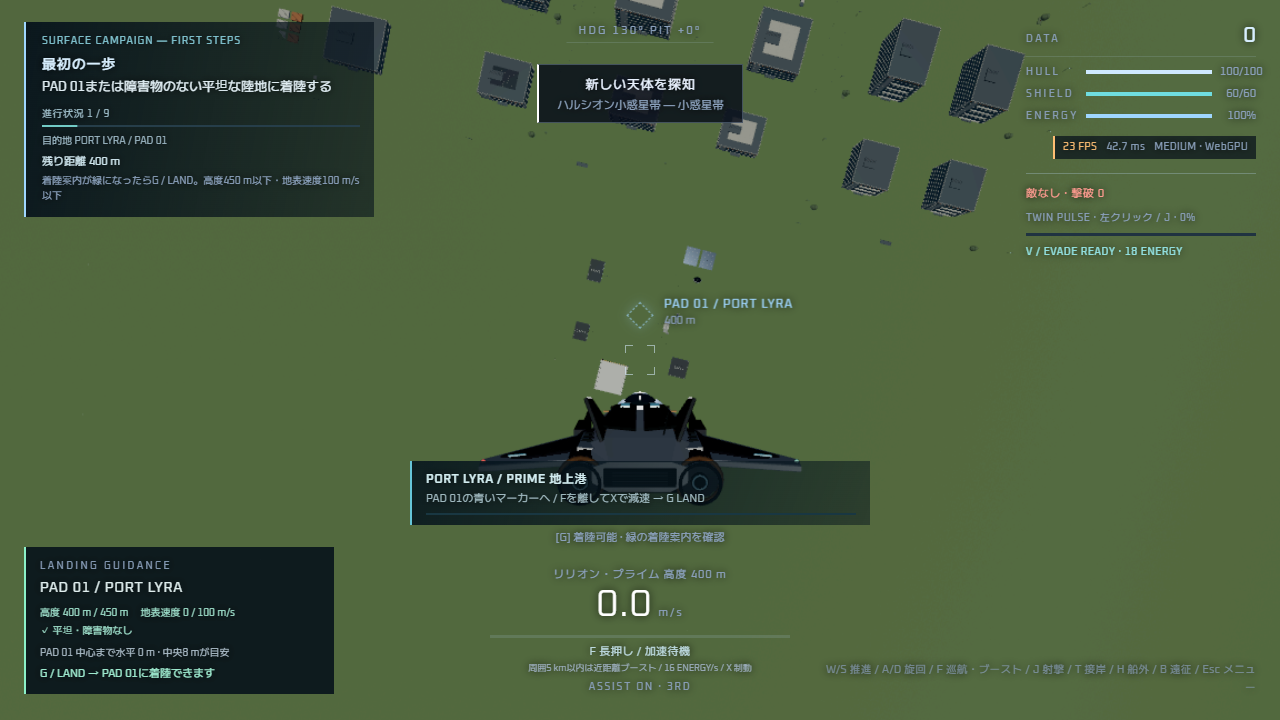 SURFACE CAMPAIGN — FIRST STEPS
最初の一歩
PAD 01または障害物のない平坦な陸地に着陸する
進行状況 1 / 9
目的地 PORT LYRA / PAD 01
残り距離 400 m
着陸案内が緑になったらG / LAND。高度450 m以下・地表速度100 m/s
以下
HDG 130° PIT +0°
新しい天体を探知
ハルシオン小惑星帯 — 小惑星帯
DATA 0
HULL 100/100
SHIELD 60/60
ENERGY 100%
23 FPS 42.7 ms MEDIUM · WebGPU
敵なし · 撃破 0
TWIN PULSE · 左クリック / J · 0%
V / EVADE READY · 18 ENERGY
PAD 01 / PORT LYRA
400 m
PORT LYRA / PRIME 地上港
PAD 01の青いマーカーへ / Fを離してXで減速 → G LAND
[G] 着陸可能 · 緑の着陸案内を確認
リリオン・プライム 高度 400 m
0.0 m/s
F 長押し / 加速待機
周囲5 km以内は近距離ブースト / 16 ENERGY/s / X 制動
ASSIST ON · 3RD
LANDING GUIDANCE
PAD 01 / PORT LYRA
高度 400 m / 450 m 地表速度 0 / 100 m/s
✓ 平坦・障害物なし
PAD 01 中心まで水平 0 m · 中央8 mが目安
G / LAND → PAD 01に着陸できます
W/S 推進 / A/D 旋回 / F 巡航・ブースト / J 射撃 / T 接岸 / H 船外 / B 遠征 / Esc メニュ
ー